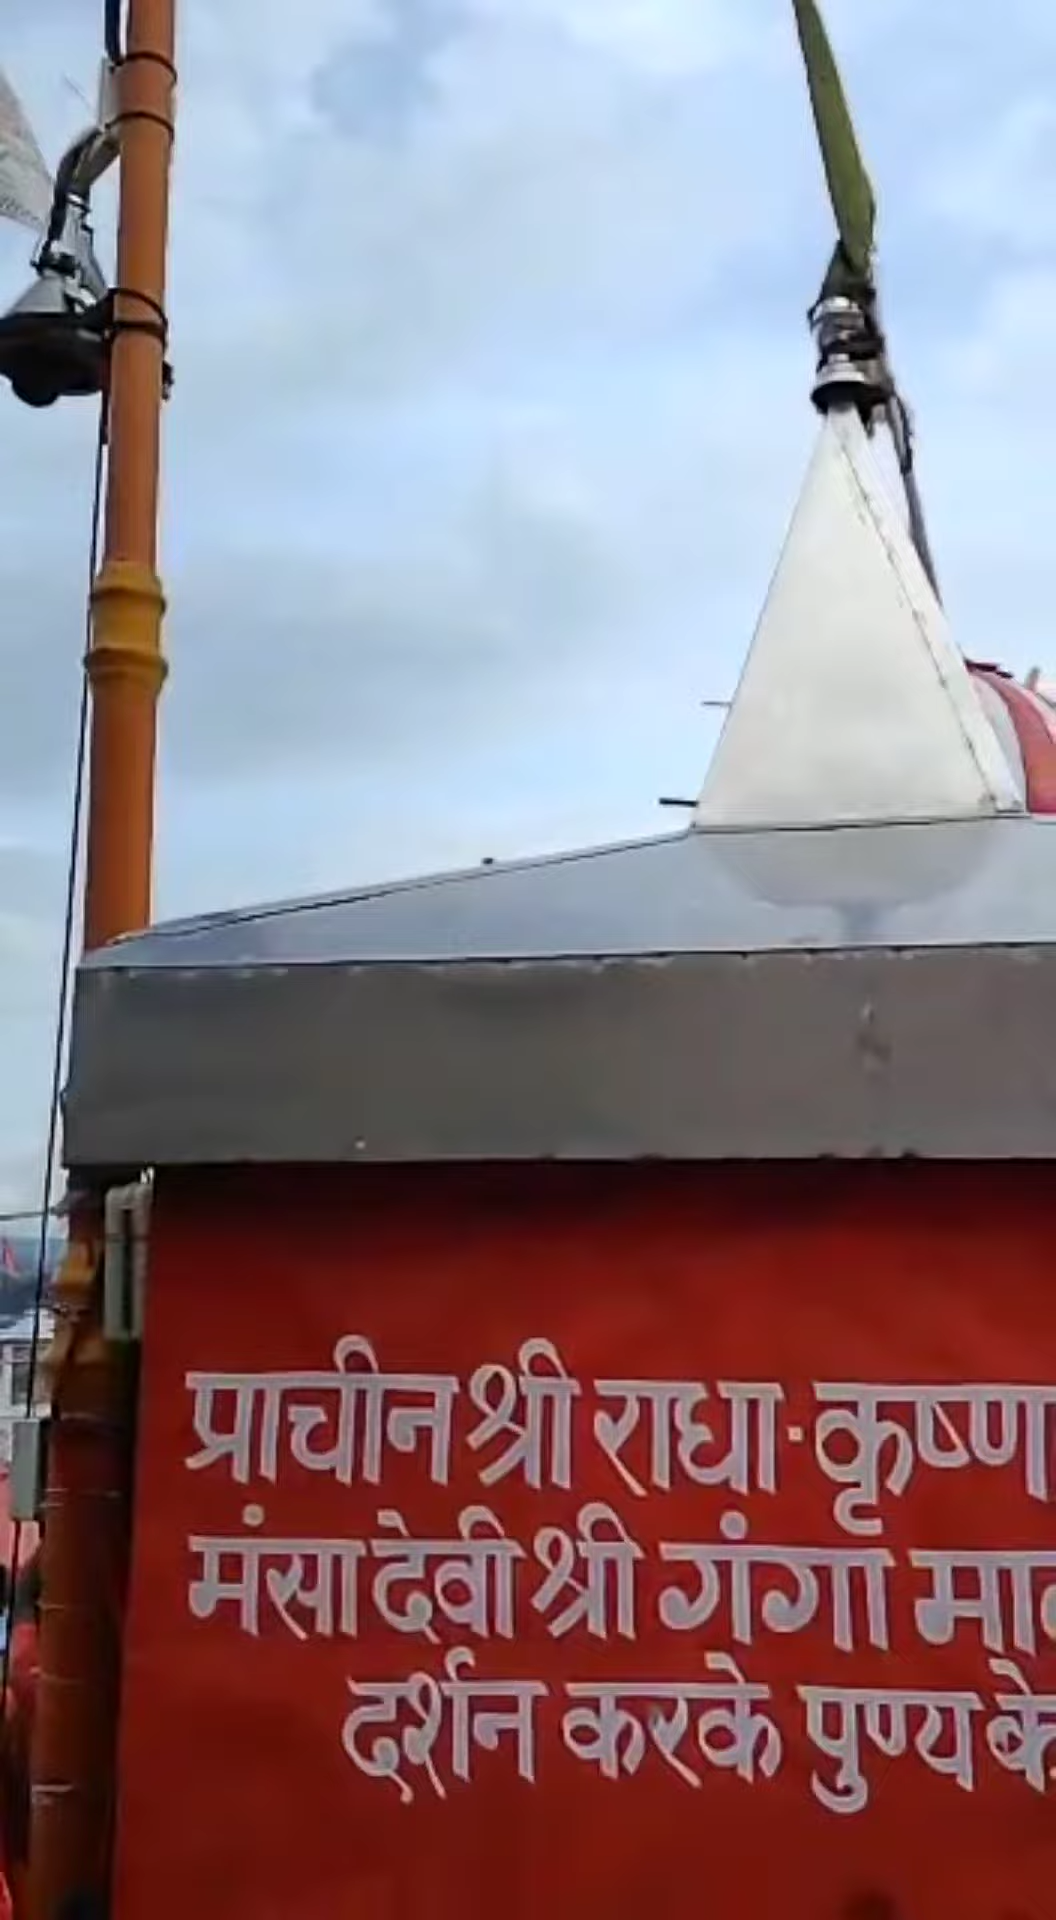 प्राचीन श्री राधा·कृष्ण
मंसा देवी श्री गंगा
दर्शन करके पुण्य के